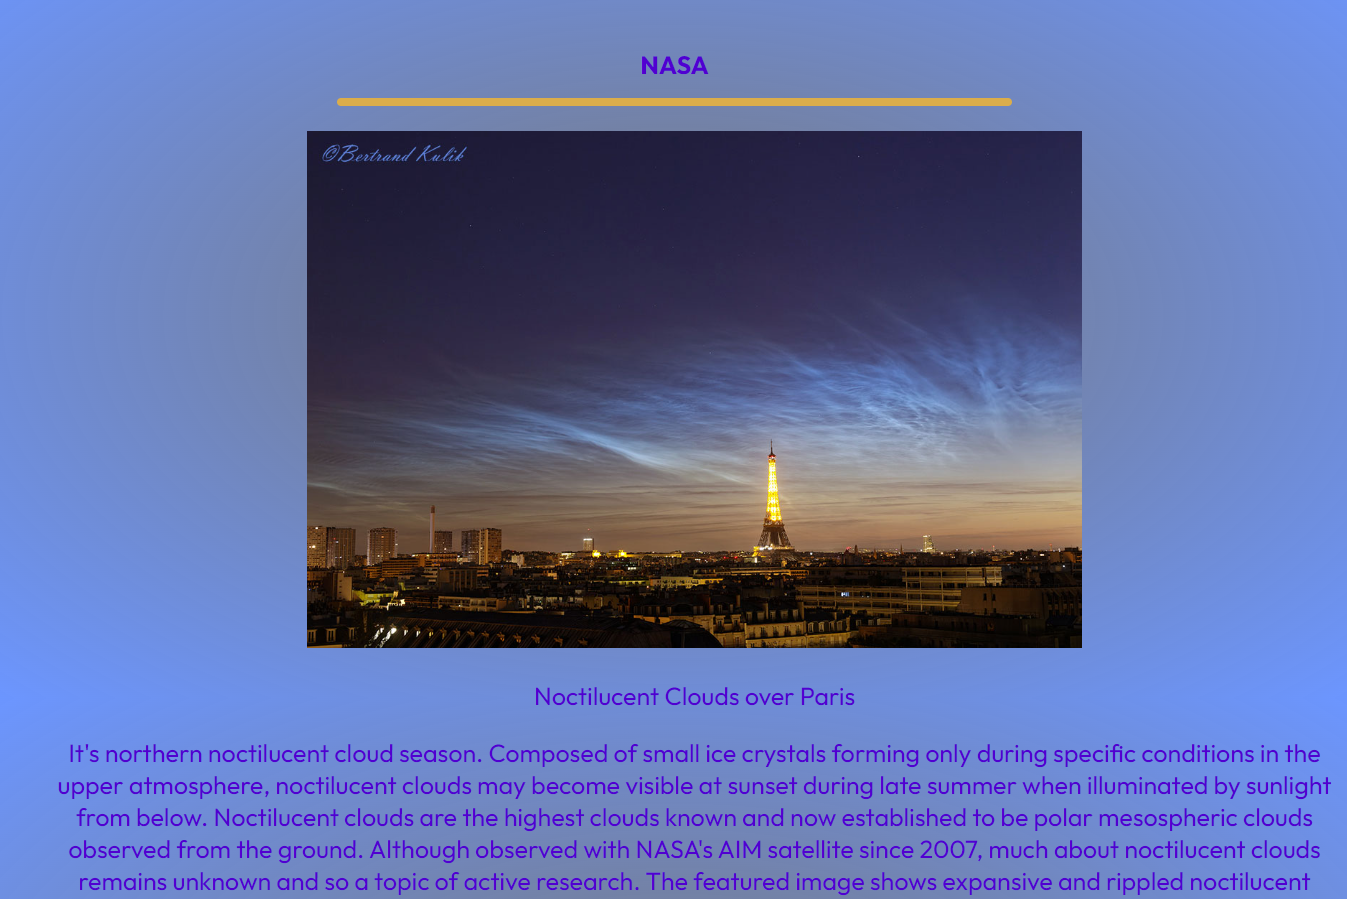 NASA
©Bertrand Kulik
Noctilucent Clouds over Paris
It's northern noctilucent cloud season. Composed of small ice crystals forming only during specific conditions in the
upper atmosphere, noctilucent clouds may become visible at sunset during late summer when illuminated by sunlight
from below. Noctilucent clouds are the highest clouds known and now established to be polar mesospheric clouds
observed from the ground. Although observed with NASA's AIM satellite since 2007, much about noctilucent clouds
remains unknown and so a topic of active research. The featured image shows expansive and rippled noctilucent